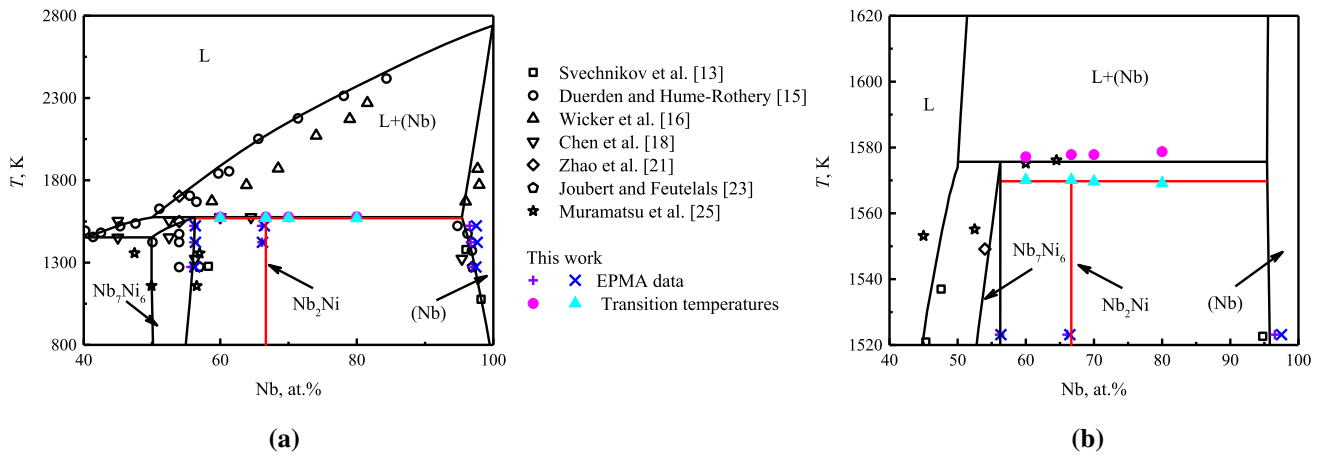 2800
2300
1800
1300
800
T, K
40
60
80
100
Nb, at.%
L
L+(Nb)
Nb7Ni6
Nb2Ni
(Nb)
Svechnikov et al. [13]
Duerden and Hume-Rothery [15]
Wicker et al. [16]
Chen et al. [18]
Zhao et al. [21]
Joubert and Feutelals [23]
Muramatsu et al. [25]
This work
EPMA data
Transition temperatures
(a)
1620
1600
1580
1560
1540
1520
T, K
40
50
60
70
80
90
100
Nb, at.%
L
L+(Nb)
Nb7Ni6
Nb2Ni
(Nb)
(b)